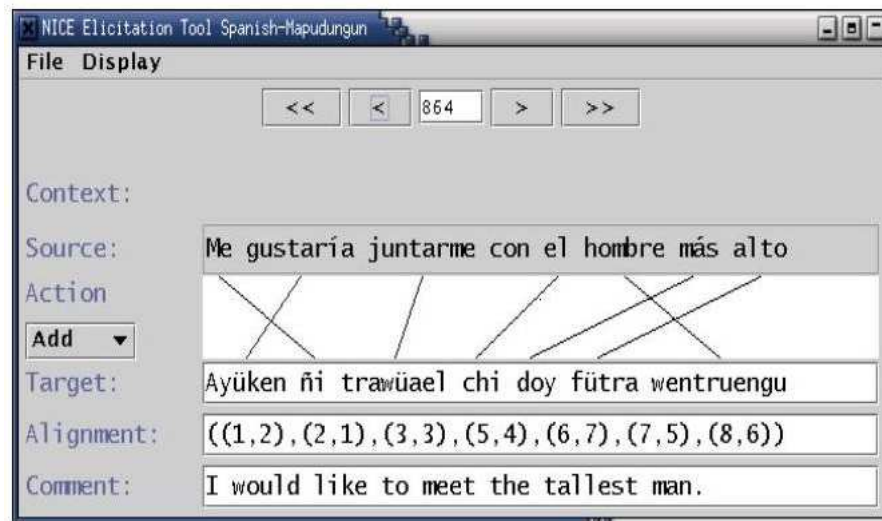 NICE Elicitation Tool Spanish-Mapudungun
File Display
<< < 864 > >>
Context:
Source: Me gustaría juntarme con el hombre más alto
Action
Add
Target: Ayüken ñi trawüael chi doy fütra wentruengu
Alignment: ((1,2),(2,1),(3,3),(5,4),(6,7),(7,5),(8,6))
Comment: I would like to meet the tallest man.